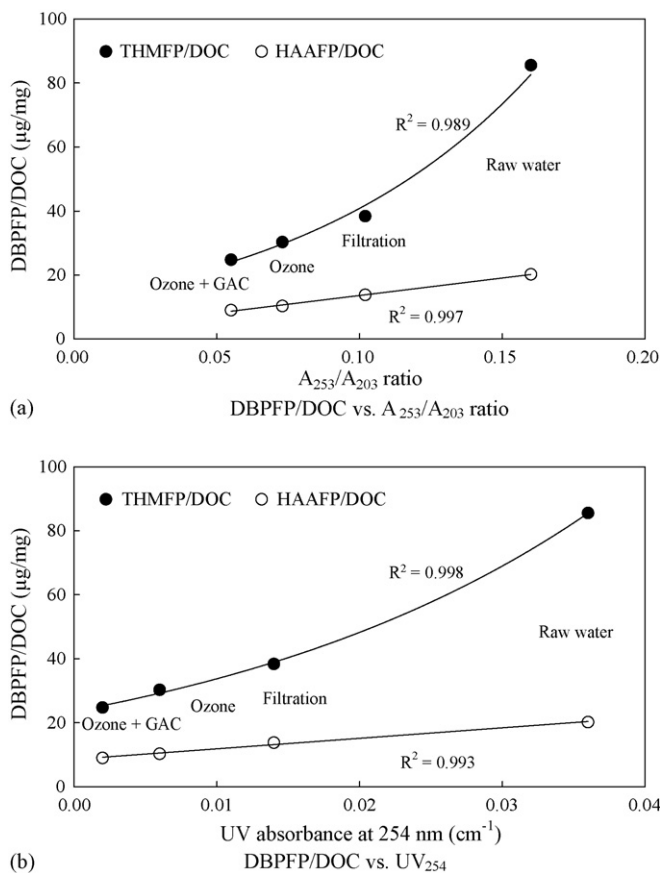 100
THMFP/DOC HAAFP/DOC
80
R² = 0.989
60
Raw water
40
Filtration
Ozone
Ozone + GAC
20
R² = 0.997
0
DBPFP/DOC (μg/mg)
0.00 0.05 0.10 0.15 0.20
A₂₅₃/A₂₀₃ ratio
(a) DBPFP/DOC vs. A₂₅₃/A₂₀₃ ratio
100
THMFP/DOC HAAFP/DOC
80
R² = 0.998
60
Raw water
40
Ozone Filtration
Ozone + GAC
20
R² = 0.993
0
DBPFP/DOC (μg/mg)
0.00 0.01 0.02 0.03 0.04
UV absorbance at 254 nm (cm⁻¹)
(b) DBPFP/DOC vs. UV₂₅₄